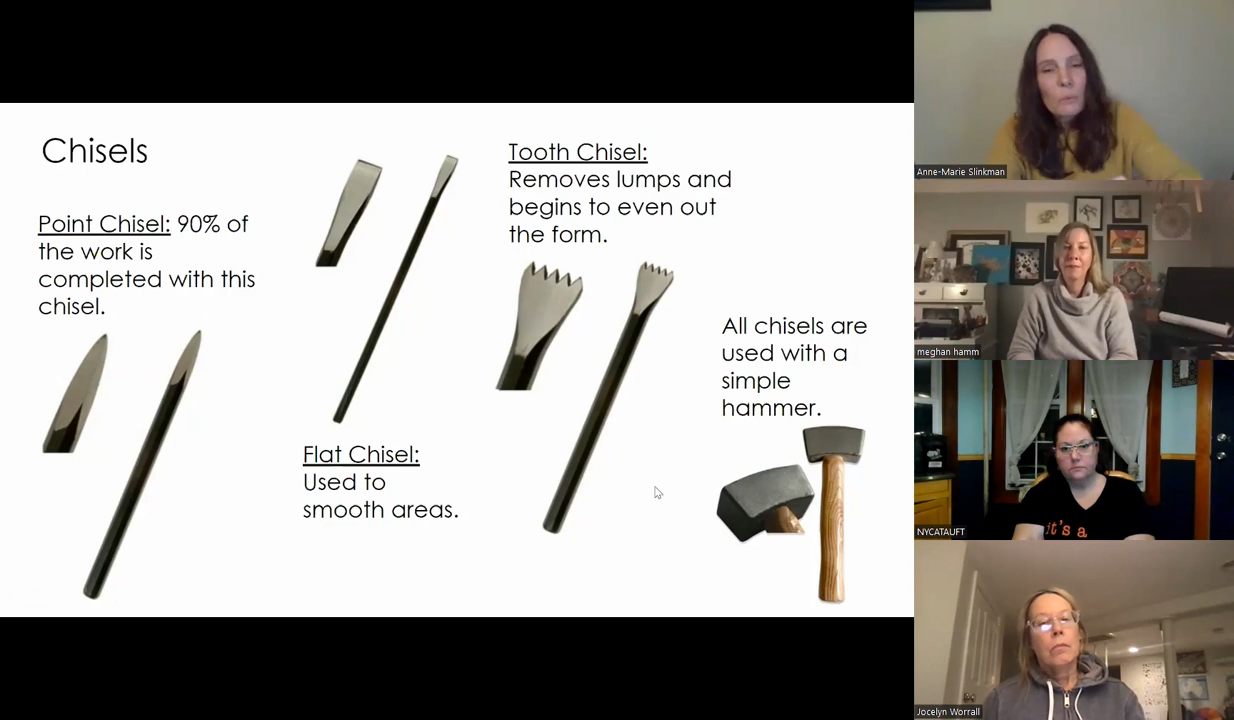 Chisels
Point Chisel: 90% of
the work is
completed with this
chisel.
Flat Chisel:
Used to
smooth areas.
Tooth Chisel:
Removes lumps and
begins to even out
the form.
All chisels are
used with a
simple
hammer.
Anne-Marie Slinkman
meghan hamm
it's a
NYCATAUFT
Jocelyn Worrall